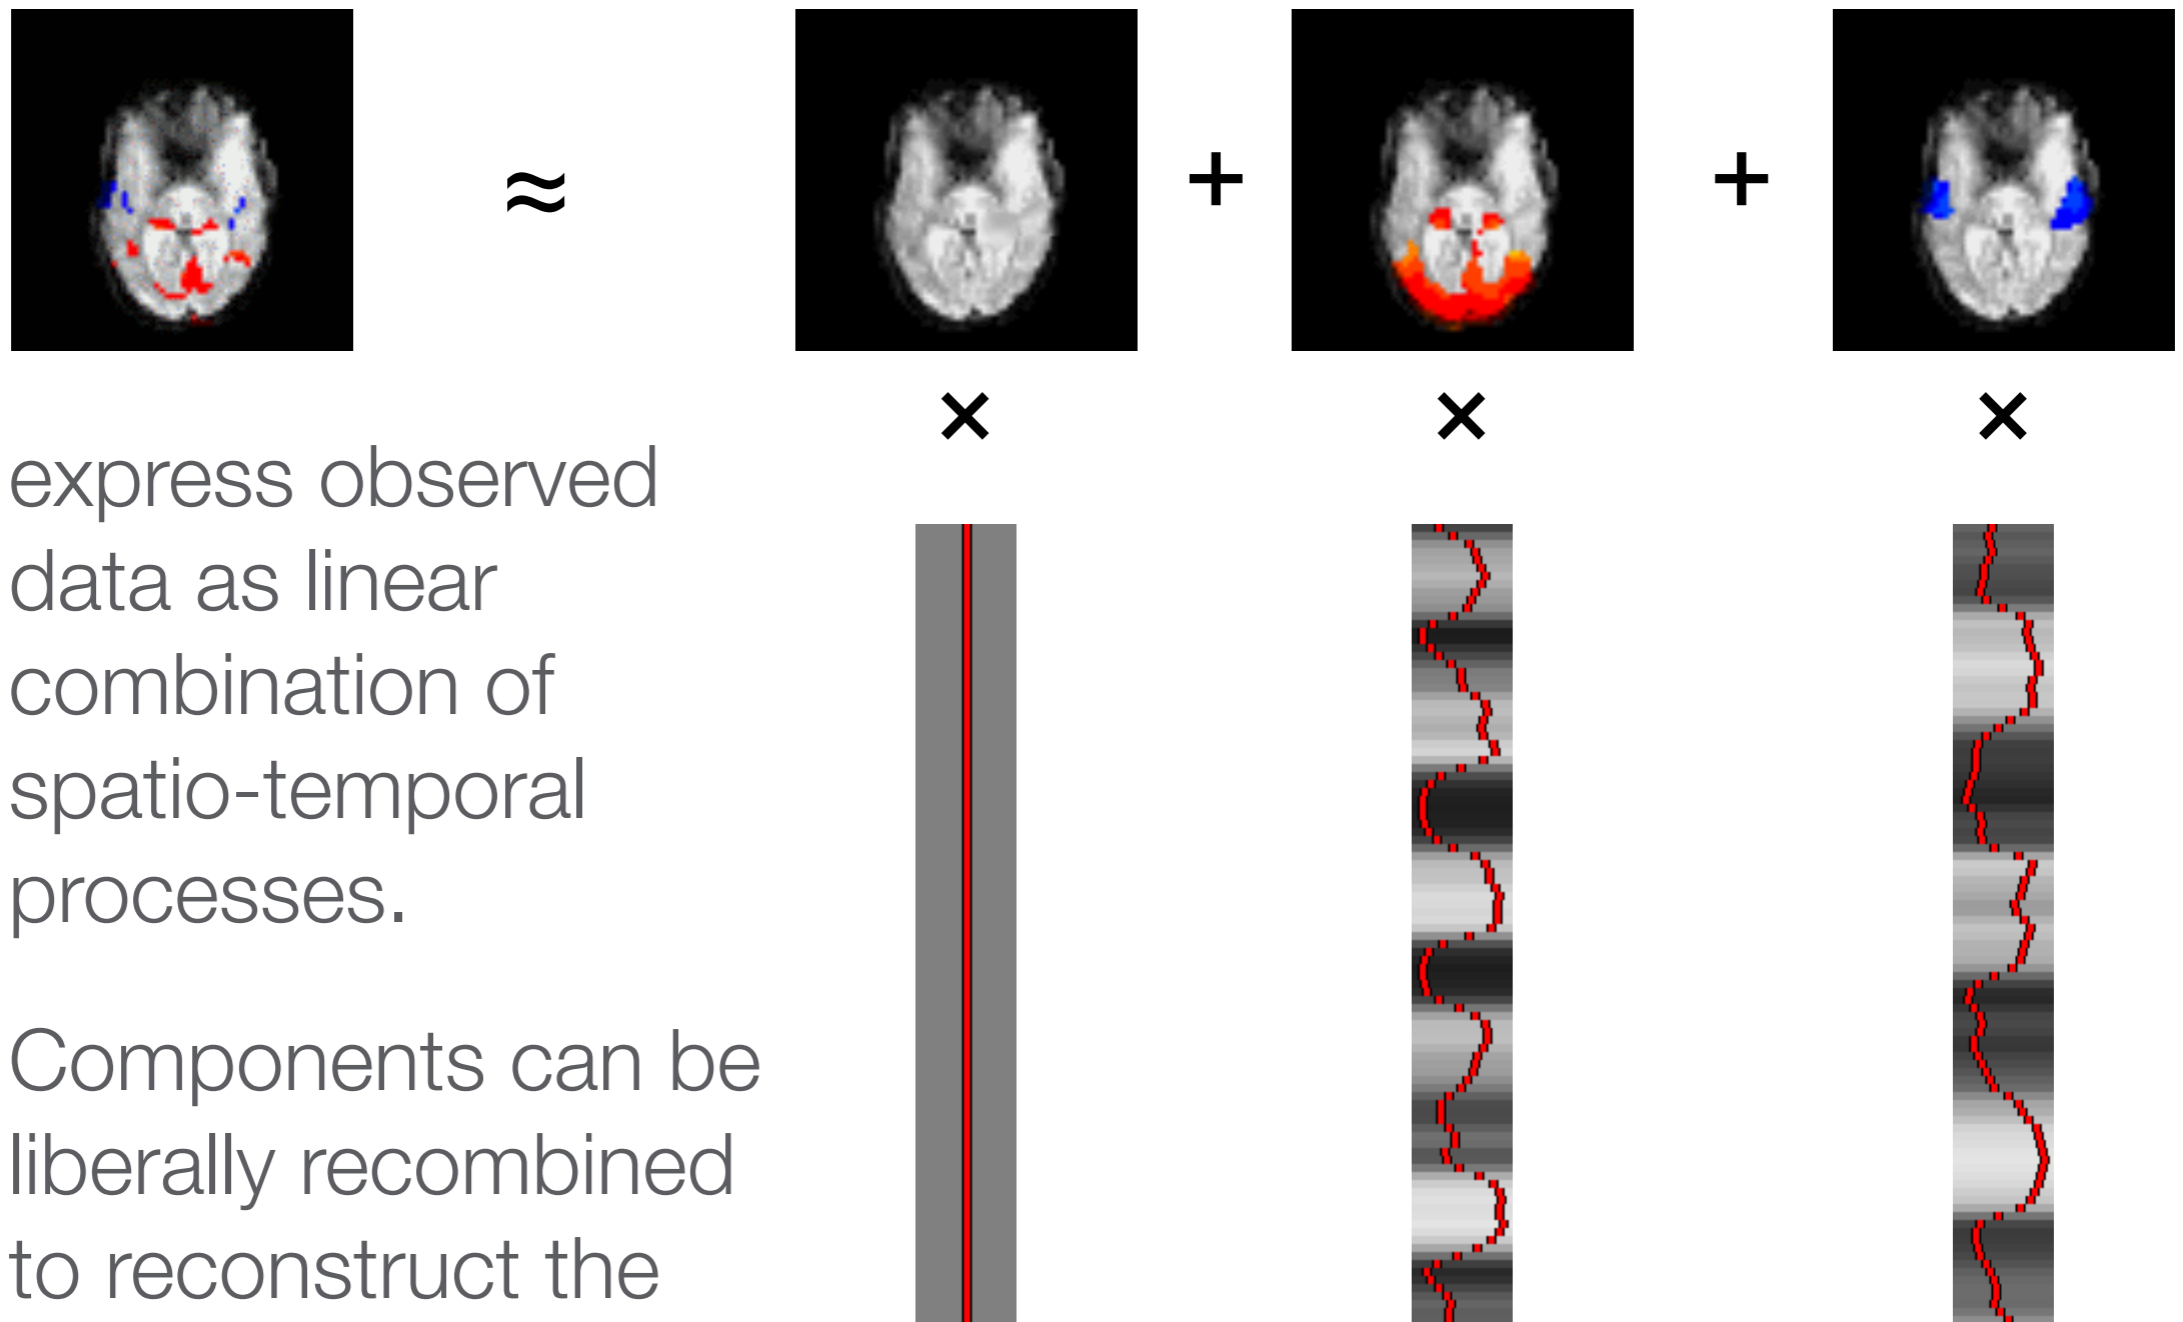 ≈ + +
× × ×
express observed
data as linear
combination of
spatio-temporal
processes.
Components can be
liberally recombined
to reconstruct the